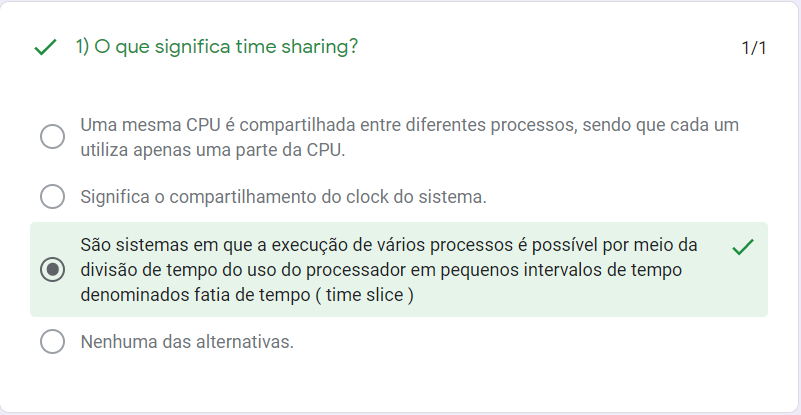 1) O que significa time sharing?
1/1
Uma mesma CPU é compartilhada entre diferentes processos, sendo que cada um
utiliza apenas uma parte da CPU.
Significa o compartilhamento do clock do sistema.
São sistemas em que a execução de vários processos é possível por meio da
divisão de tempo do uso do processador em pequenos intervalos de tempo
denominados fatia de tempo ( time slice )
Nenhuma das alternativas.